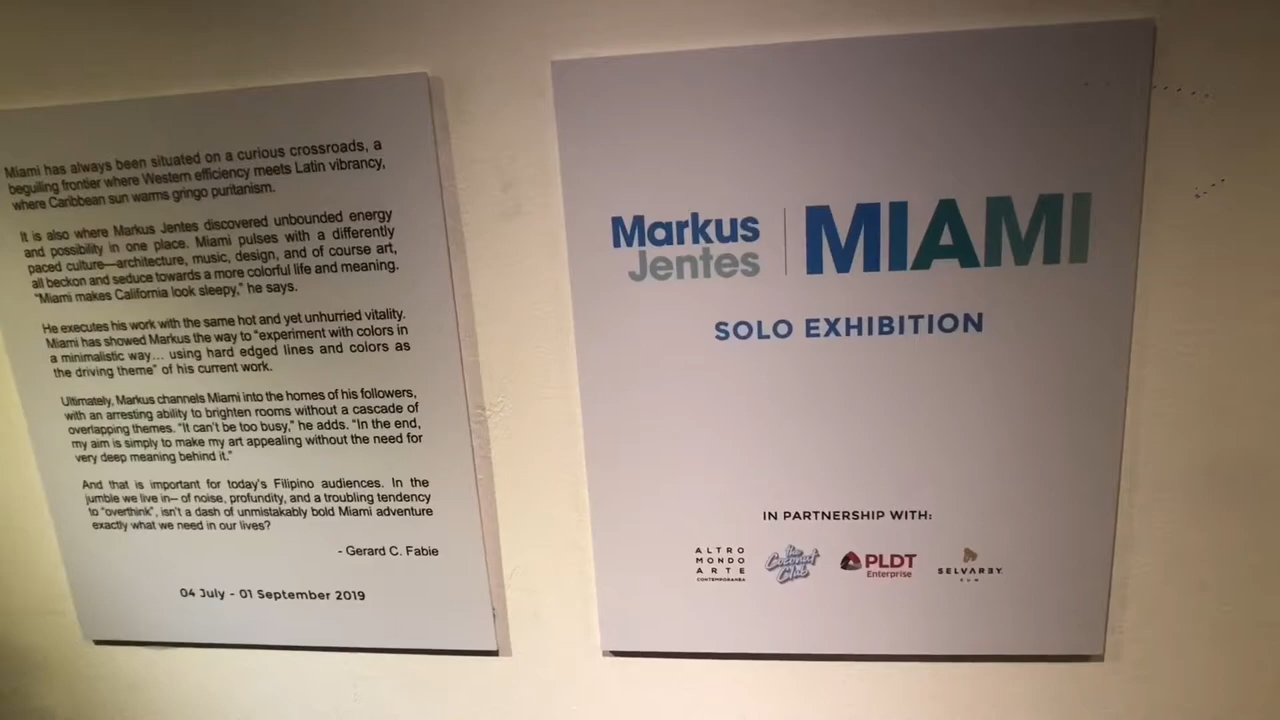 Miami has always been situated on a curious crossroads, a
beguiling frontier where Western efficiency meets Latin vibrancy,
where Caribbean sun warms gringo puritanism.
It is also where Markus Jentes discovered unbounded energy
and possibility in one place. Miami pulses with a differently
paced culture—architecture, music, design, and of course art,
all beckon and seduce towards a more colorful life and meaning.
“Miami makes California look sleepy,” he says.
He executes his work with the same hot and yet unhurried vitality.
Miami has showed Markus the way to “experiment with colors in
a minimalistic way… using hard edged lines and colors as
the driving theme” of his current work.
Ultimately, Markus channels Miami into the homes of his followers,
with an arresting ability to brighten rooms without a cascade of
overlapping themes. “It can’t be too busy,” he adds. “In the end,
my aim is simply to make my art appealing without the need for
very deep meaning behind it.”
And that is important for today’s Filipino audiences. In the
jumble we live in– of noise, profundity, and a troubling tendency
to “overthink”, isn’t a dash of unmistakably bold Miami adventure
exactly what we need in our lives?
- Gerard C. Fabie
04 July - 01 September 2019
Markus
Jentes
MIAMI
SOLO EXHIBITION
IN PARTNERSHIP WITH:
ALTRO
MONDO
ARTE
CONTEMPORANEA
The
Coconut
Club
PLDT
Enterprise
SELVAREY
RUM